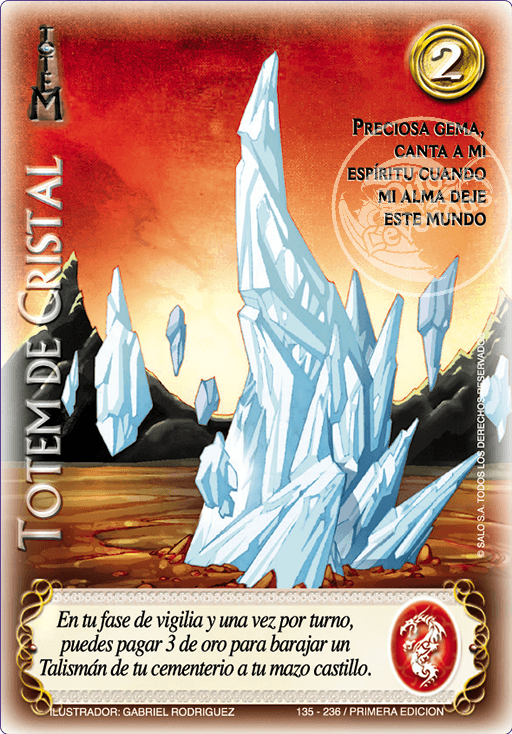 TOTEM
2
PRECIOSA GEMA,
CANTA A MI
ESPÍRITU CUANDO
MI ALMA DEJE
ESTE MUNDO
TOTEM DE CRISTAL
© SALO S.A. TODOS LOS DERECHOS RESERVADOS
En tu fase de vigilia y una vez por turno,
puedes pagar 3 de oro para barajar un
Talismán de tu cementerio a tu mazo castillo.
ILUSTRADOR: GABRIEL RODRIGUEZ
135 - 236 / PRIMERA EDICION